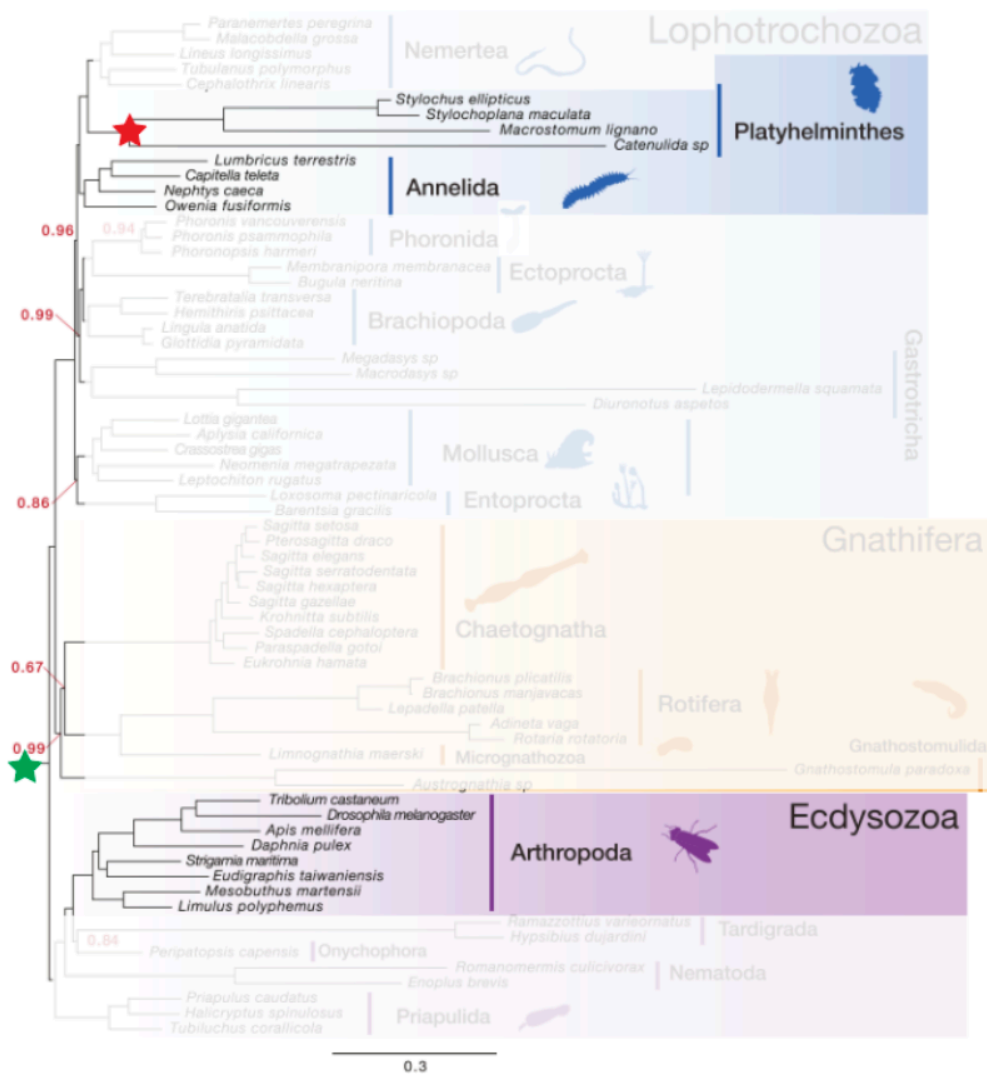 Lophotrochozoa
Paranemertes peregrina
Malacobdella grossa
Lineus longissimus
Tubulanus polymorphus
Cephalothrix linearis
Nemertea
Stylochus ellipticus
Stylochoplana maculata
Macrostomum lignano
Catenulida sp
Platyhelminthes
Lumbricus terrestris
Capitella teleta
Nephtys caeca
Owenia fusiformis
Annelida
0.96
0.94
Phoronis vancouverensis
Phoronis psammophila
Phoronopsis harmeri
Phoronida
Membranipora membranacea
Bugula neritina
Ectoprocta
0.99
Terebratalia transversa
Hemithiris psittacea
Lingula anatida
Glottidia pyramidata
Brachiopoda
Megadasys sp
Macrodasys sp
Lepidodermella squamata
Diuronotus aspetos
Gastrotricha
Lottia gigantea
Aplysia californica
Crassostrea gigas
Neomenia megatrapezata
Leptochiton rugatus
Mollusca
0.86
Loxosoma pectinaricola
Barentsia gracilis
Entoprocta
Gnathifera
Sagitta setosa
Pterosagitta draco
Sagitta elegans
Sagitta serratodentata
Sagitta hexaptera
Sagitta gazellae
Krohnitta subtilis
Spadella cephaloptera
Paraspadella gotoi
Eukrohnia hamata
Chaetognatha
0.67
Brachionus plicatilis
Brachionus manjavacas
Lepadella patella
Adineta vaga
Rotaria rotatoria
Rotifera
0.99
Limnognathia maerski
Micrognathozoa
Gnathostomulida
Gnathostomula paradoxa
Austrognathia sp
Ecdysozoa
Tribolium castaneum
Drosophila melanogaster
Apis mellifera
Daphnia pulex
Strigamia maritima
Eudigraphis taiwaniensis
Mesobuthus martensii
Limulus polyphemus
Arthropoda
Ramazzottius varieornatus
Hypsibius dujardini
Tardigrada
0.84
Peripatopsis capensis
Onychophora
Romanomermis culicivorax
Enoplus brevis
Nematoda
Priapulus caudatus
Halicryptus spinulosus
Tubiluchus corallicola
Priapulida
0.3